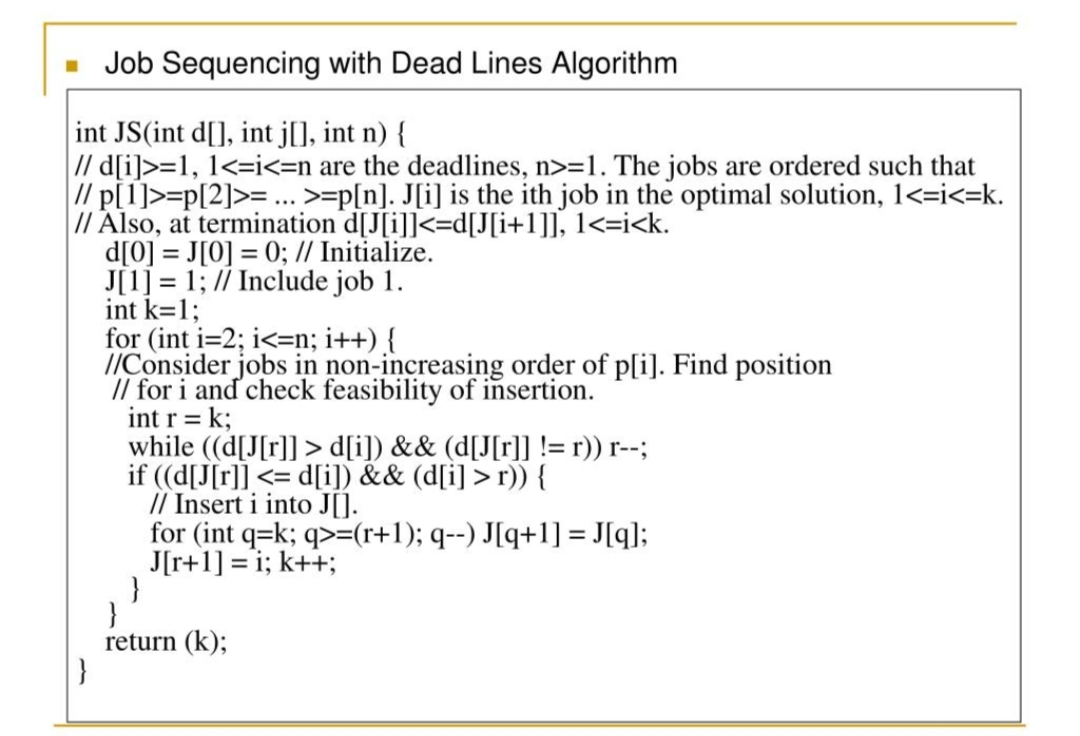 Job Sequencing with Dead Lines Algorithm
int JS(int d[], int j[], int n) {
// d[i]>=1, 1<=i<=n are the deadlines, n>=1. The jobs are ordered such that
// p[1]>=p[2]>= ... >=p[n]. J[i] is the ith job in the optimal solution, 1<=i<=k.
// Also, at termination d[J[i]]<=d[J[i+1]], 1<=i<k.
d[0] = J[0] = 0; // Initialize.
J[1] = 1; // Include job 1.
int k=1;
for (int i=2; i<=n; i++) {
//Consider jobs in non-increasing order of p[i]. Find position
// for i and check feasibility of insertion.
int r = k;
while ((d[J[r]] > d[i]) && (d[J[r]] != r)) r--;
if ((d[J[r]] <= d[i]) && (d[i] > r)) {
// Insert i into J[].
for (int q=k; q>=(r+1); q--) J[q+1] = J[q];
J[r+1] = i; k++;
}
}
return (k);
}